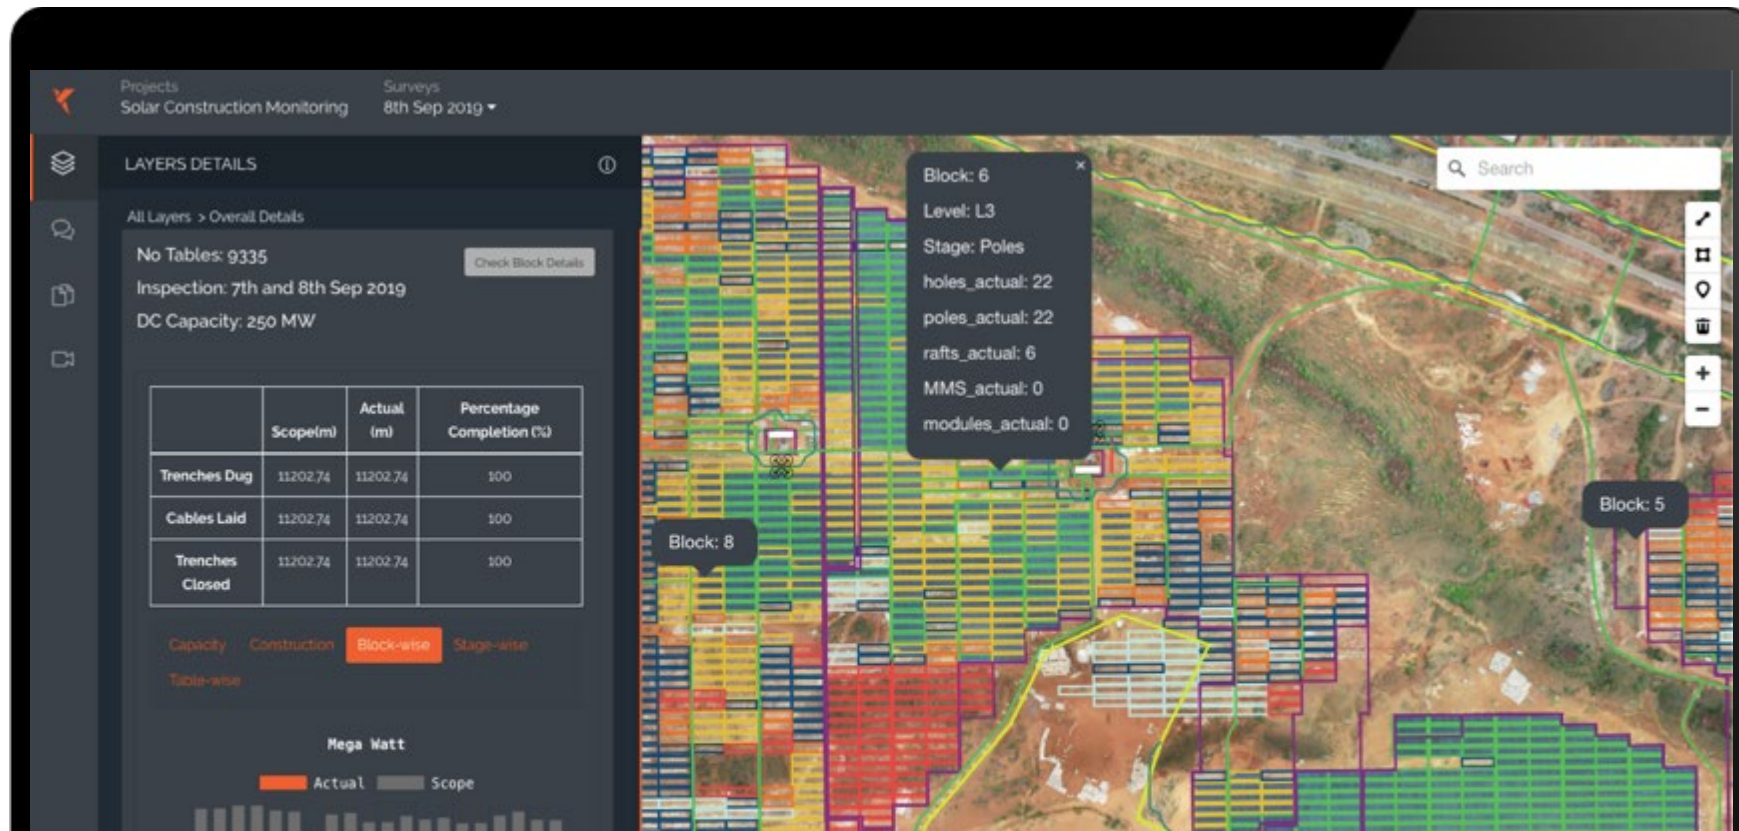 Projects
Solar Construction Monitoring
Surveys
8th Sep 2019
LAYERS DETAILS
All Layers > Overall Details
No Tables: 9335
Check Block Details
Inspection: 7th and 8th Sep 2019
DC Capacity: 250 MW
Scope(m) Actual (m) Percentage Completion (%)
Trenches Dug 11202.74 11202.74 100
Cables Laid 11202.74 11202.74 100
Trenches Closed 11202.74 11202.74 100
Capacity Construction Block-wise Stage-wise
Table-wise
Mega Watt
Actual Scope
Block: 6
Level: L3
Stage: Poles
holes_actual: 22
poles_actual: 22
rafts_actual: 6
MMS_actual: 0
modules_actual: 0
Search
Block: 8
Block: 5